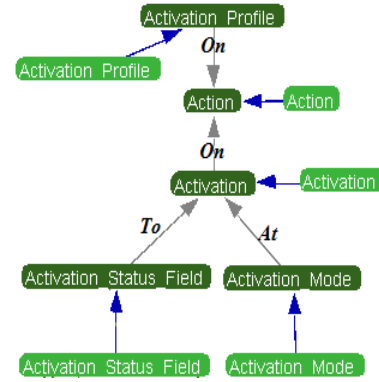 Activation Profile
On
Activation Profile
Action
Action
On
Activation
Activation
To
At
Activation Status Field
Activation Mode
Activation Status Field
Activation Mode